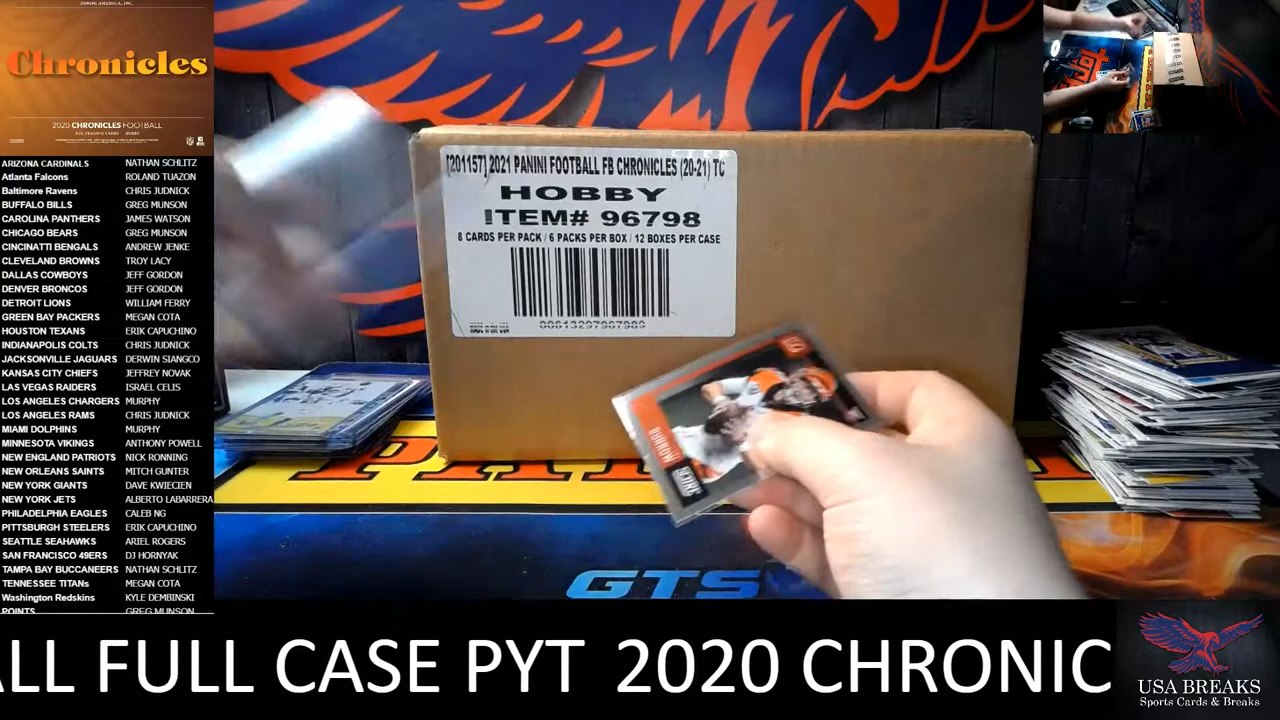 PANINI AMERICA, INC.
Chronicles
2020 CHRONICLES FOOTBALL
ARIZONA CARDINALS NATHAN SCHLITZ
Atlanta Falcons ROLAND TUAZON
Baltimore Ravens CHRIS JUDNICK
BUFFALO BILLS GREG MUNSON
CAROLINA PANTHERS JAMES WATSON
CHICAGO BEARS GREG MUNSON
CINCINATTI BENGALS ANDREW JENKE
CLEVELAND BROWNS TROY LACY
DALLAS COWBOYS JEFF GORDON
DENVER BRONCOS JEFF GORDON
DETROIT LIONS WILLIAM FERRY
GREEN BAY PACKERS MEGAN COTA
HOUSTON TEXANS ERIK CAPUCHINO
INDIANAPOLIS COLTS CHRIS JUDNICK
JACKSONVILLE JAGUARS DERWIN SIANGCO
KANSAS CITY CHIEFS JEFFREY NOVAK
LAS VEGAS RAIDERS ISRAEL CELIS
LOS ANGELES CHARGERS MURPHY
LOS ANGELES RAMS CHRIS JUDNICK
MIAMI DOLPHINS MURPHY
MINNESOTA VIKINGS ANTHONY POWELL
NEW ENGLAND PATRIOTS NICK RONNING
NEW ORLEANS SAINTS MITCH GUNTER
NEW YORK GIANTS DAVE KWIECIEN
NEW YORK JETS ALBERTO LABARRERA
PHILADELPHIA EAGLES CALEB NG
PITTSBURGH STEELERS ERIK CAPUCHINO
SEATTLE SEAHAWKS ARIEL ROGERS
SAN FRANCISCO 49ERS DJ HORNYAK
TAMPA BAY BUCCANEERS NATHAN SCHLITZ
TENNESSEE TITANs MEGAN COTA
Washington Redskins KYLE DEMBINSKI
POINTS GREG MUNSON
[201157] 2021 PANINI FOOTBALL FB CHRONICLES (20-21) TC
HOBBY
ITEM# 96798
8 CARDS PER PACK / 6 PACKS PER BOX / 12 BOXES PER CASE
SCORE
GTS
ALL FULL CASE PYT 2020 CHRONIC
USA BREAKS
Sports Cards & Breaks